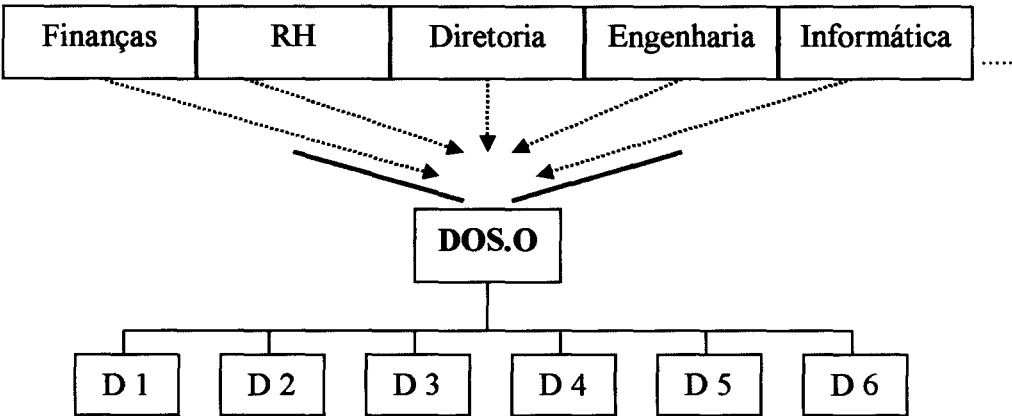 Finanças RH Diretoria Engenharia Informática .....
DOS.O
D 1 D 2 D 3 D 4 D 5 D 6